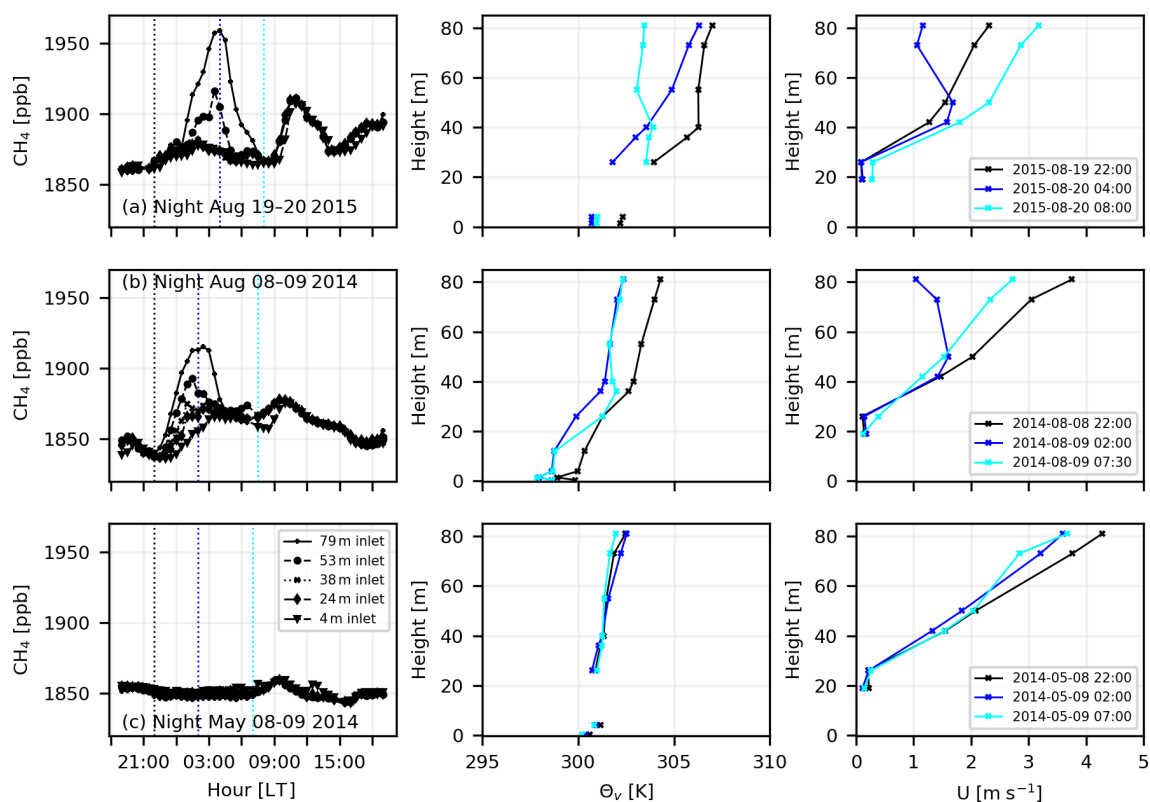 CH₄ [ppb]
1950
1900
1850
(a) Night Aug 19–20 2015
Height [m]
80
60
40
20
0
Height [m]
80
60
40
20
0
2015-08-19 22:00
2015-08-20 04:00
2015-08-20 08:00
CH₄ [ppb]
1950
1900
1850
(b) Night Aug 08–09 2014
Height [m]
80
60
40
20
0
Height [m]
80
60
40
20
0
2014-08-08 22:00
2014-08-09 02:00
2014-08-09 07:30
CH₄ [ppb]
1950
1900
1850
79 m inlet
53 m inlet
38 m inlet
24 m inlet
4 m inlet
(c) Night May 08–09 2014
21:00 03:00 09:00 15:00
Hour [LT]
Height [m]
80
60
40
20
0
295 300 305 310
Θᵥ [K]
Height [m]
80
60
40
20
0
2014-05-08 22:00
2014-05-09 02:00
2014-05-09 07:00
0 1 2 3 4 5
U [m s⁻¹]